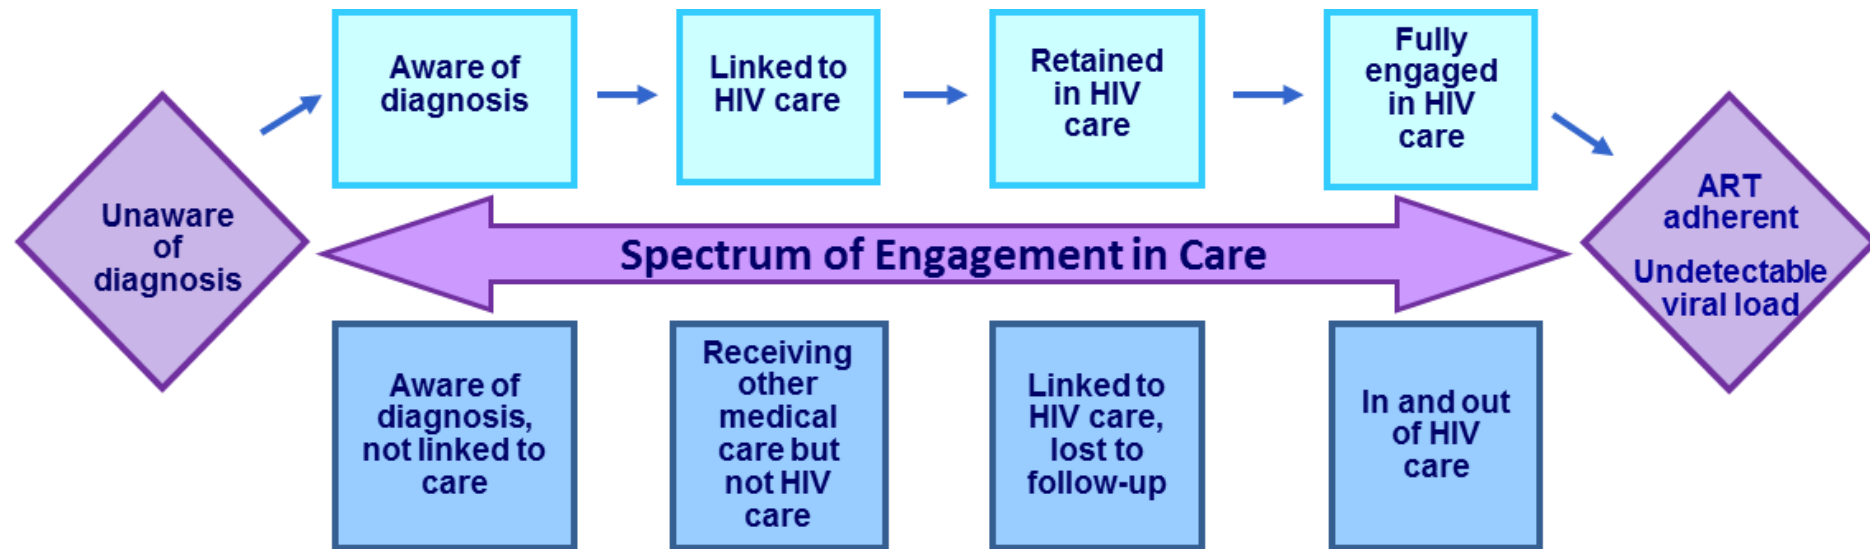 Unaware
of
diagnosis
Aware of
diagnosis
Linked to
HIV care
Retained
in HIV
care
Fully
engaged
in HIV
care
ART
adherent
Undetectable
viral load
Spectrum of Engagement in Care
Aware of
diagnosis,
not linked to
care
Receiving
other
medical
care but
not HIV
care
Linked to
HIV care,
lost to
follow-up
In and out
of HIV
care